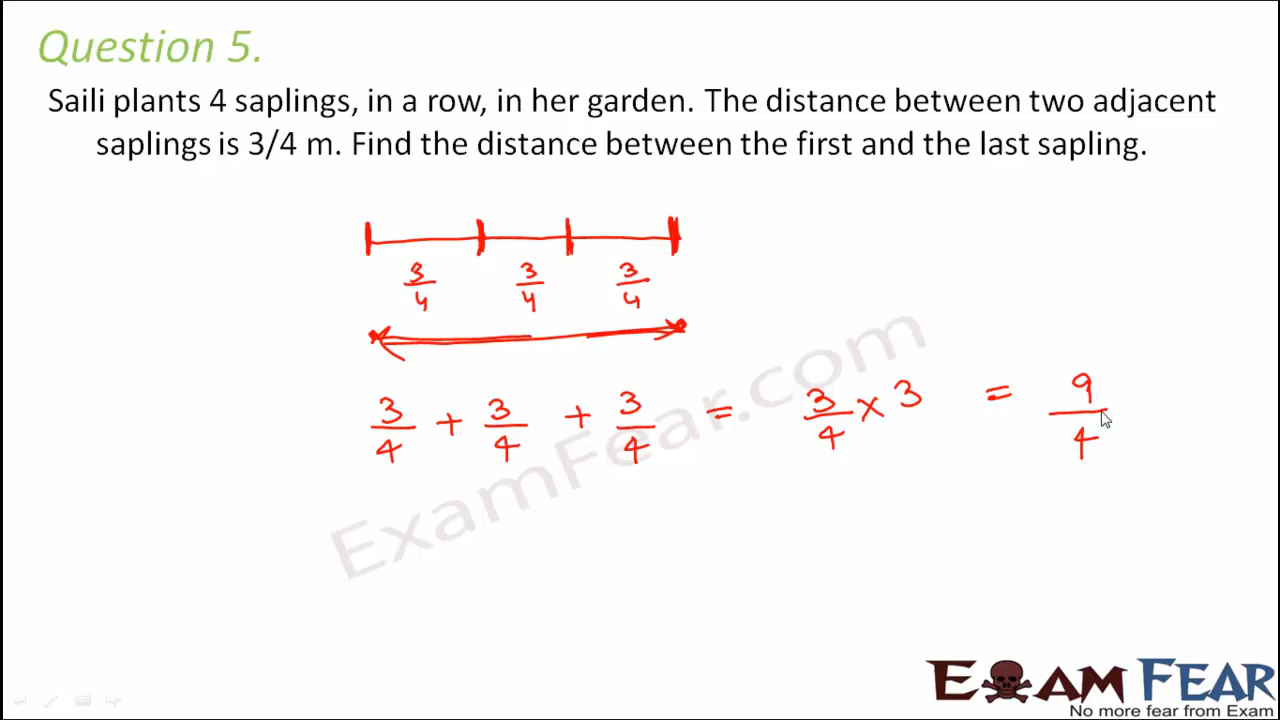 Question 5.
Saili plants 4 saplings, in a row, in her garden. The distance between two adjacent
saplings is 3/4 m. Find the distance between the first and the last sapling.
3/4 3/4 3/4
3/4 + 3/4 + 3/4 = 3/4 x 3 = 9/4
ExamFear.com
EXAM FEAR
No more fear from Exam